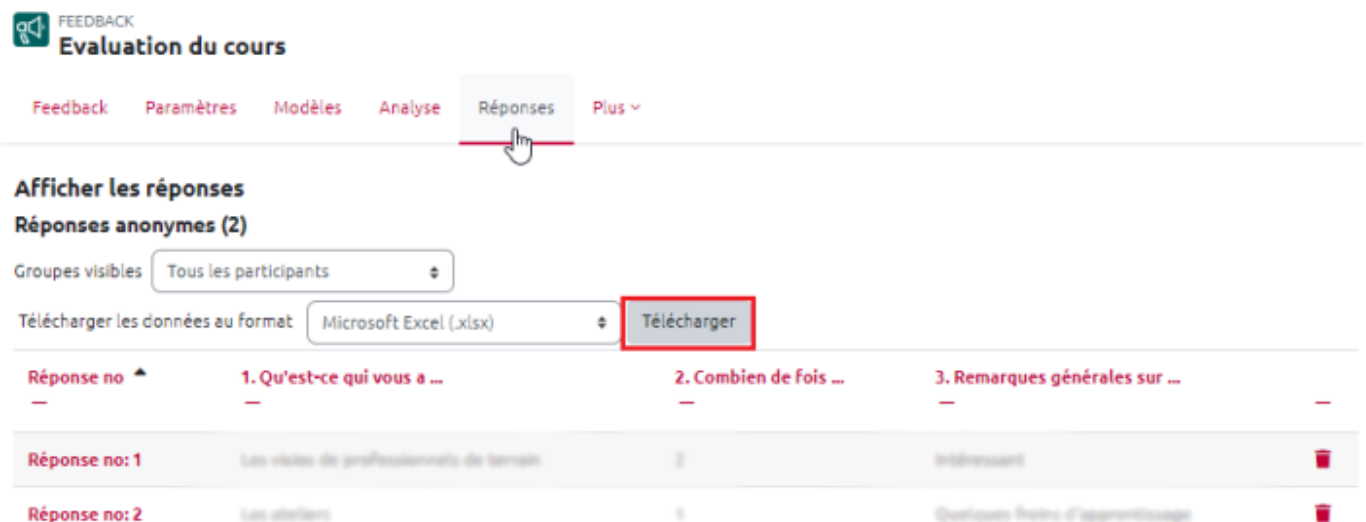 FEEDBACK
Evaluation du cours
Feedback Paramètres Modèles Analyse Réponses Plus
Afficher les réponses
Réponses anonymes (2)
Groupes visibles Tous les participants
Télécharger les données au format Microsoft Excel (.xlsx) Télécharger
Réponse no 1. Qu'est-ce qui vous a ... 2. Combien de fois ... 3. Remarques générales sur ...
Réponse no: 1 Les visies de professionnels de terrain 2 Intéressant
Réponse no: 2 Les ateliers 1 Quelques freins d'apprentissage